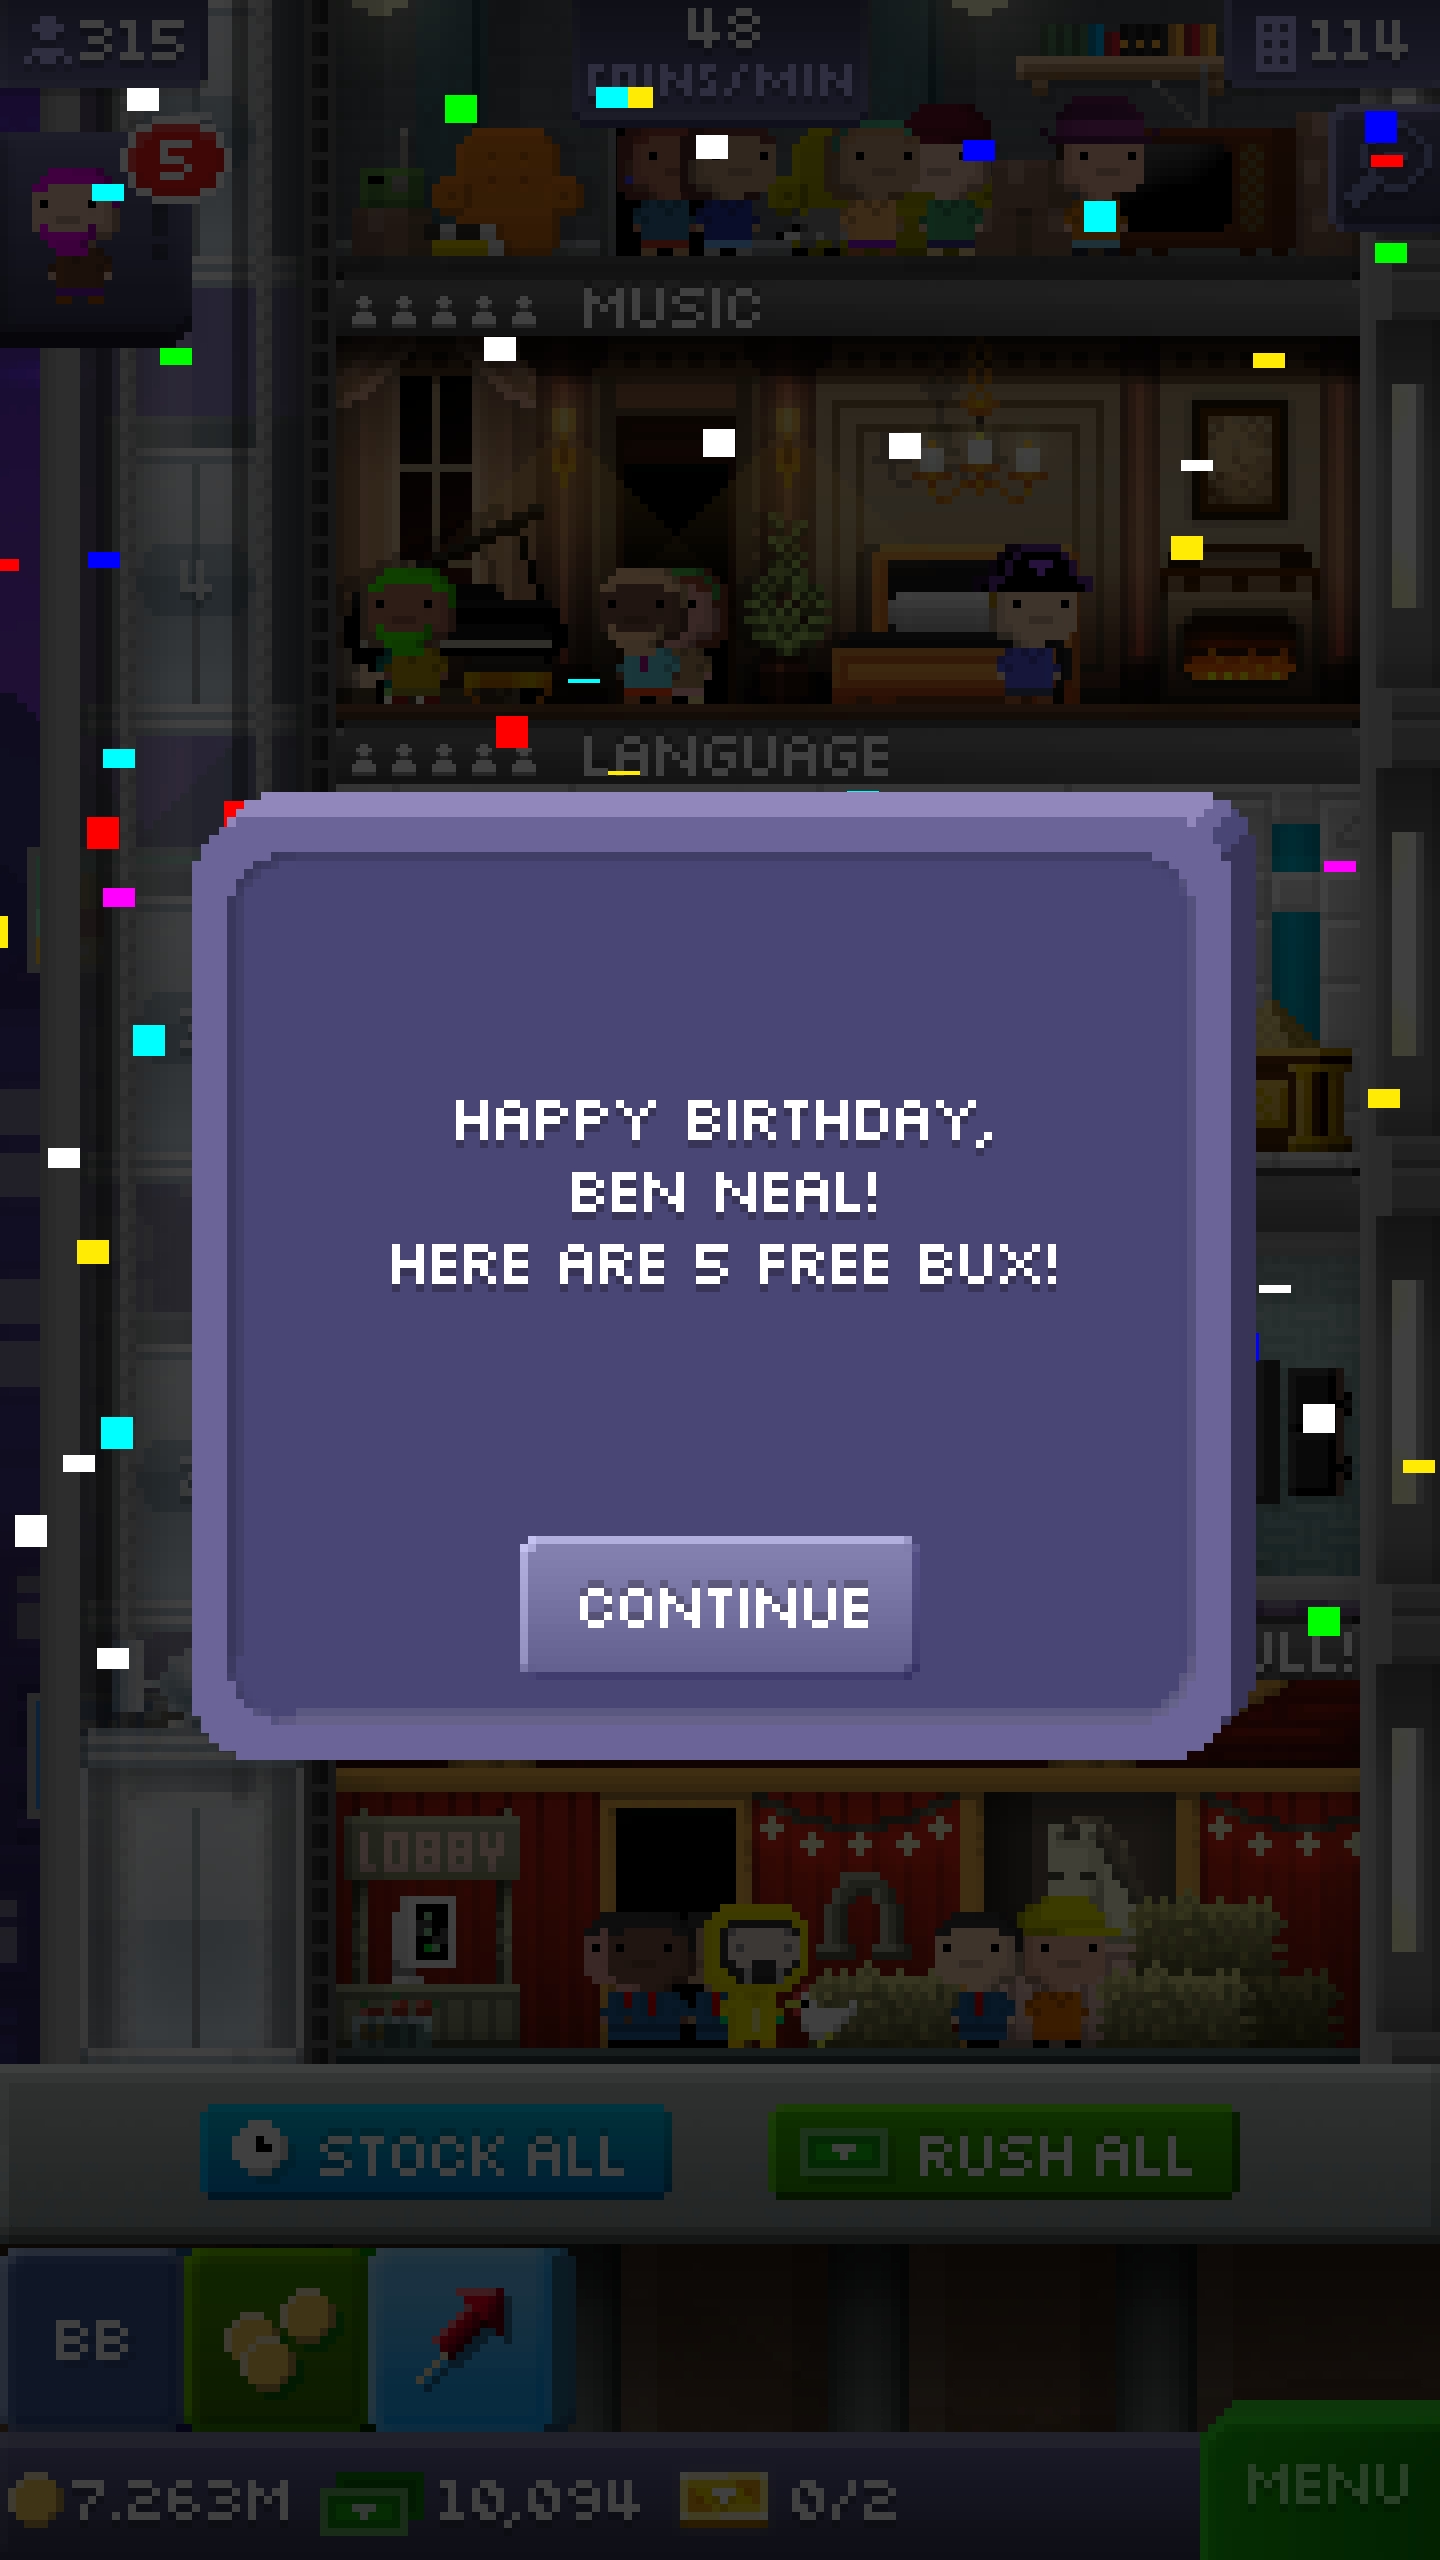 315
48
COINS/MIN
114
5
MUSIC
4
LANGUAGE
HAPPY BIRTHDAY,
BEN NEAL!
HERE ARE 5 FREE BUX!
CONTINUE
LOBBY
STOCK ALL
RUSH ALL
BB
7.263M
10,094
0/2
MENU